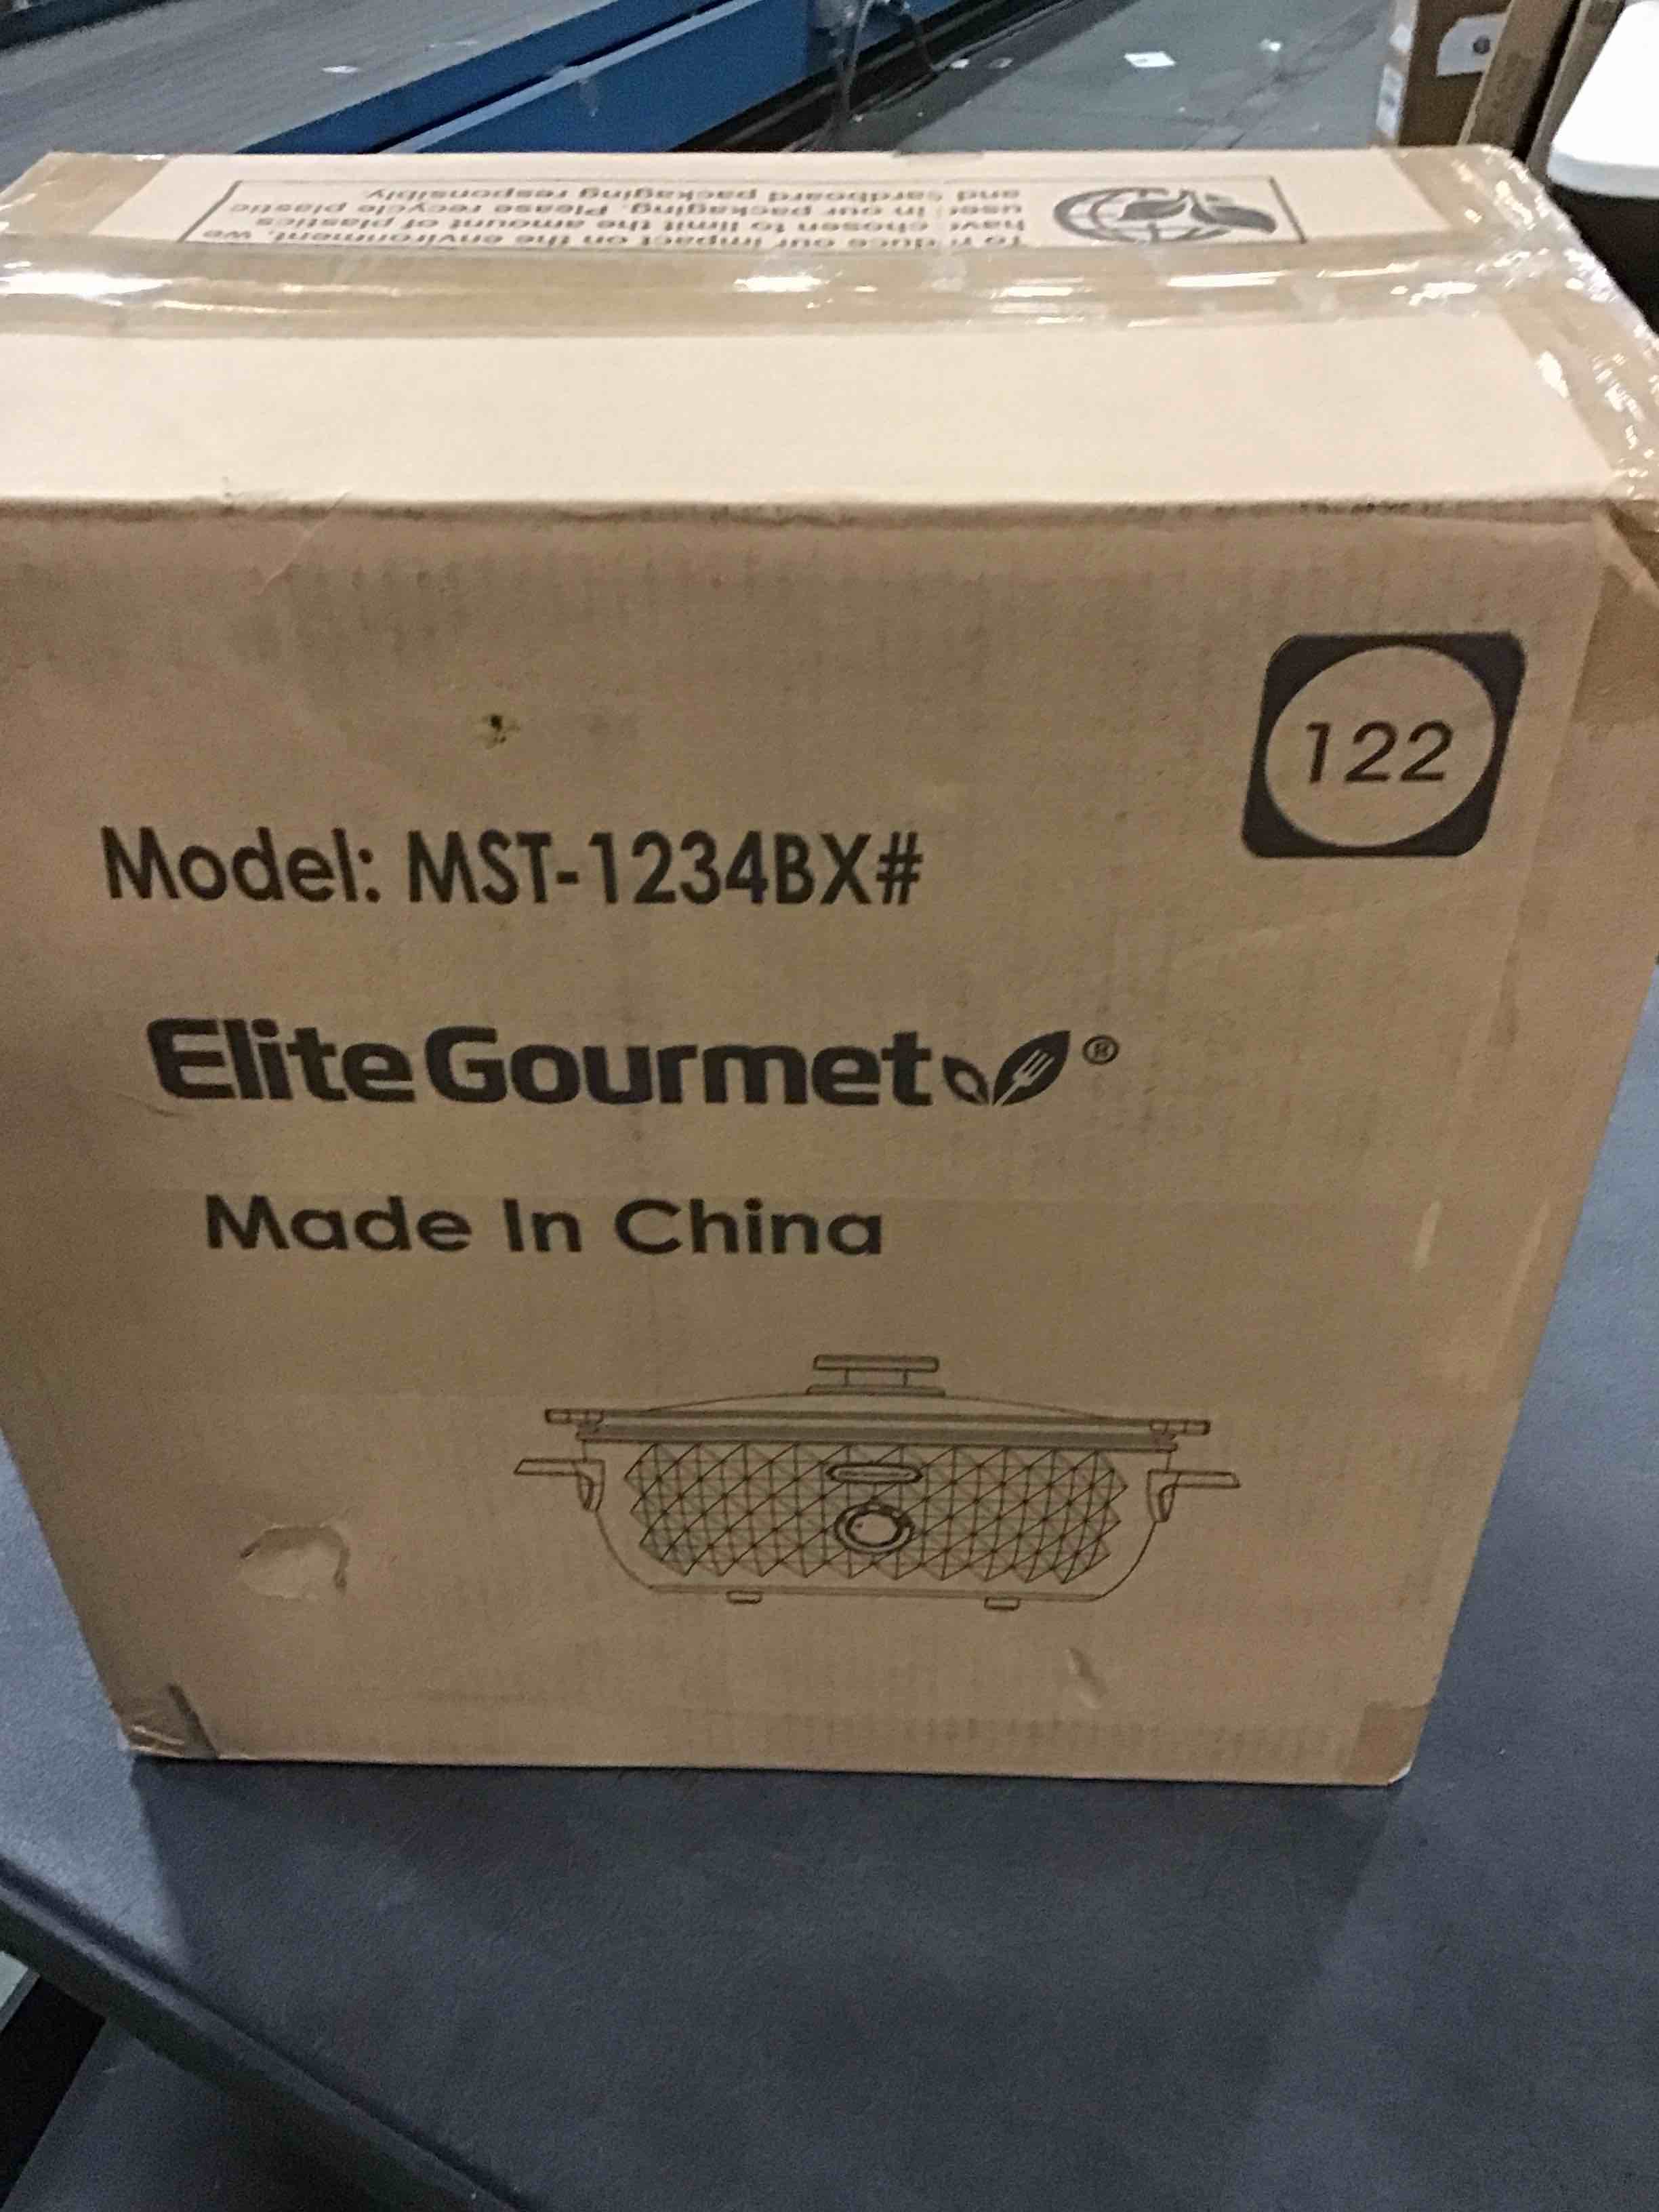 To reduce our impact on the environment, we
have chosen to limit the amount of plastics
used in our packaging. Please recycle plastic
and cardboard packaging responsibly
122
Model: MST-1234BX#
Elite Gourmet®
Made In China